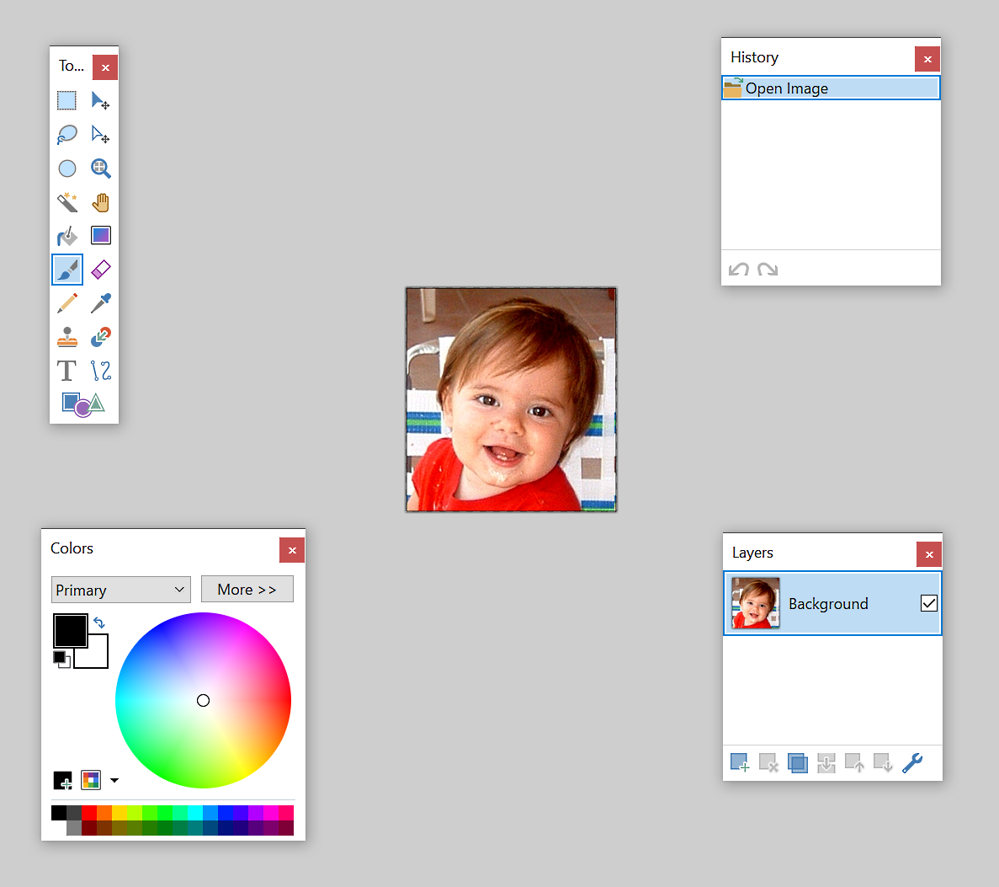 To...
History
Open Image
T
Colors
Primary
More >>
Layers
Background